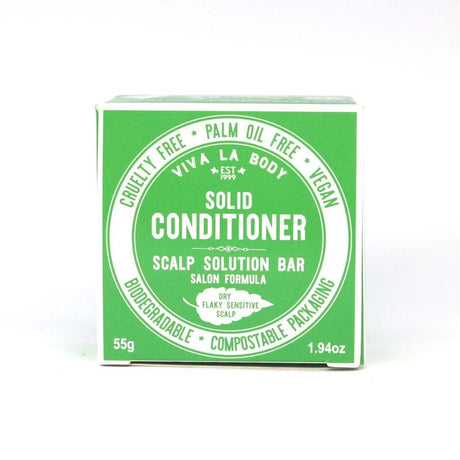 CRUELTY FREE * PALM OIL FREE * VEGAN
VIVA LA BODY
EST
1999
SOLID
CONDITIONER
SCALP SOLUTION BAR
SALON FORMULA
DRY
FLAKY SENSITIVE
SCALP
BIODEGRADABLE * COMPOSTABLE PACKAGING
55g
1.94oz